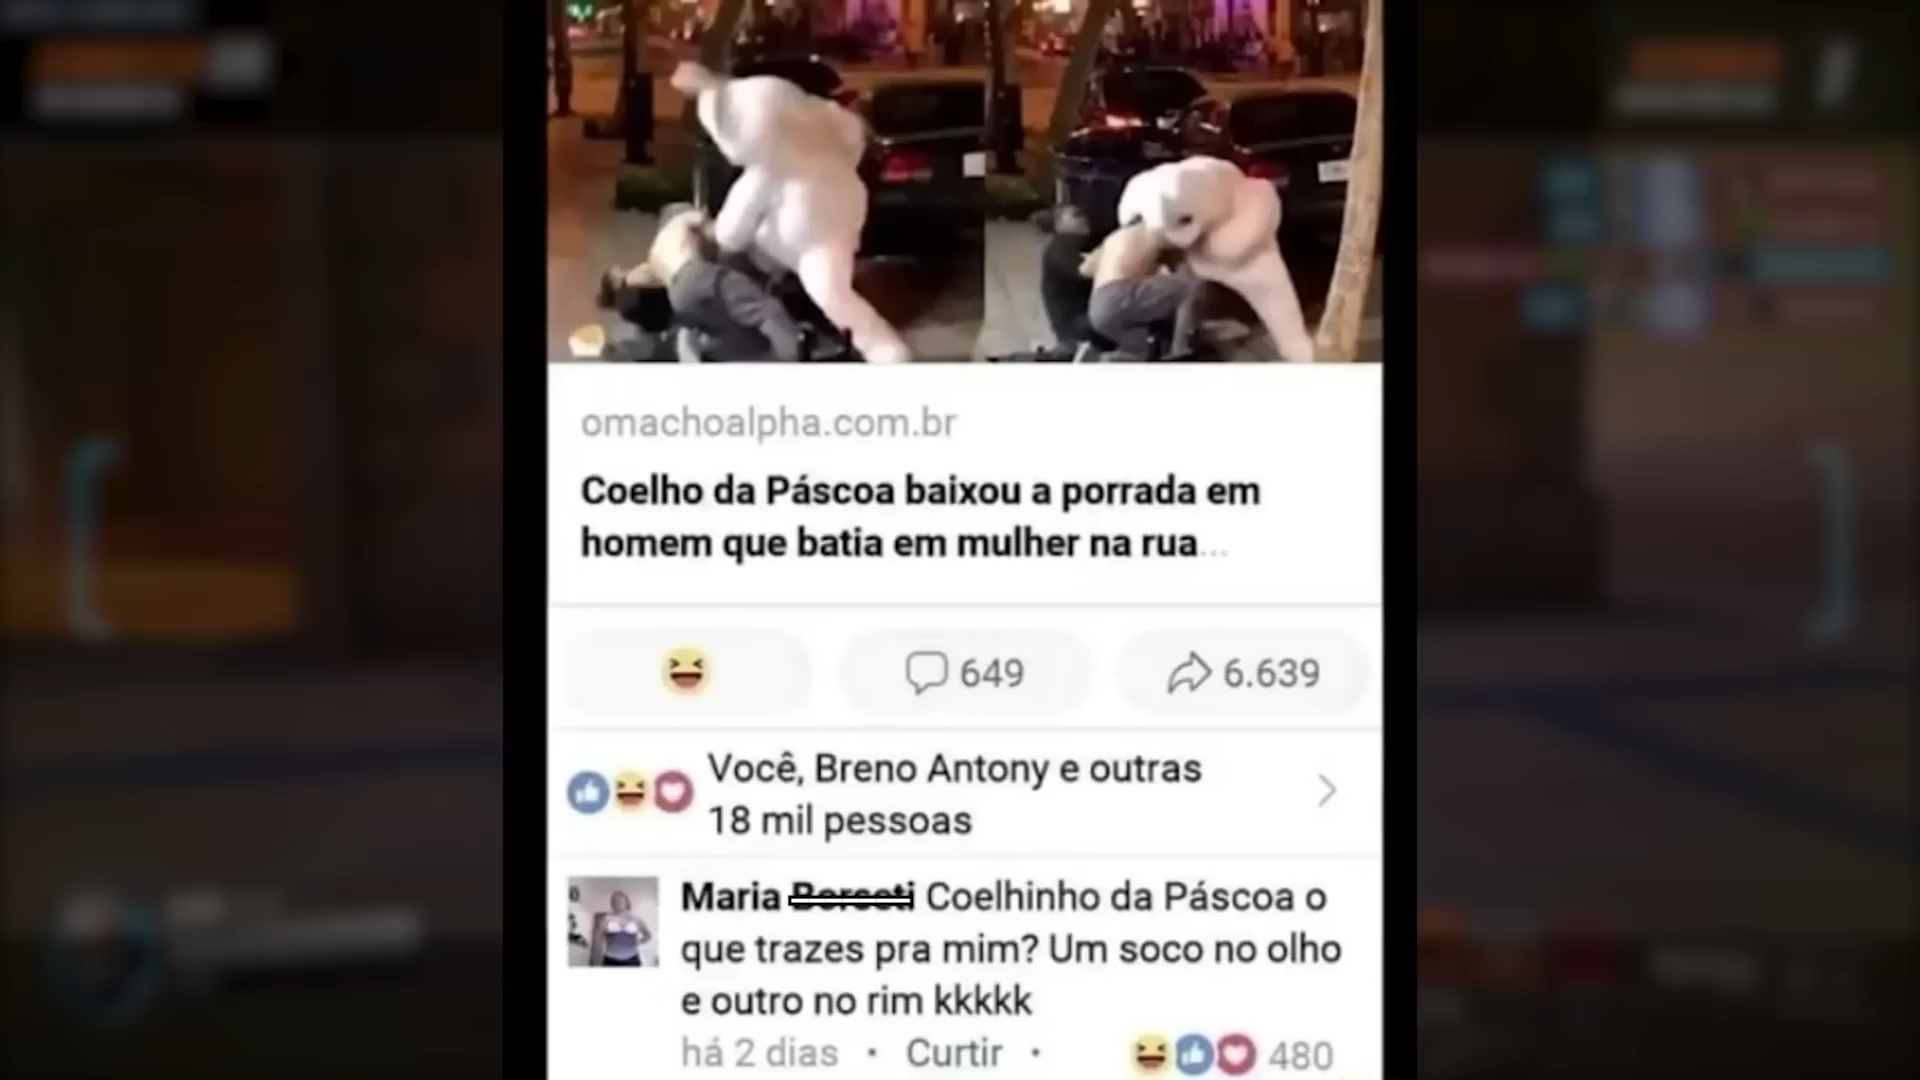 omachoalpha.com.br
Coelho da Páscoa baixou a porrada em
homem que batia em mulher na rua...
649
6.639
Você, Breno Antony e outras
18 mil pessoas
Maria Coelhinho da Páscoa o
que trazes pra mim? Um soco no olho
e outro no rim kkkkk
há 2 dias · Curtir ·
480